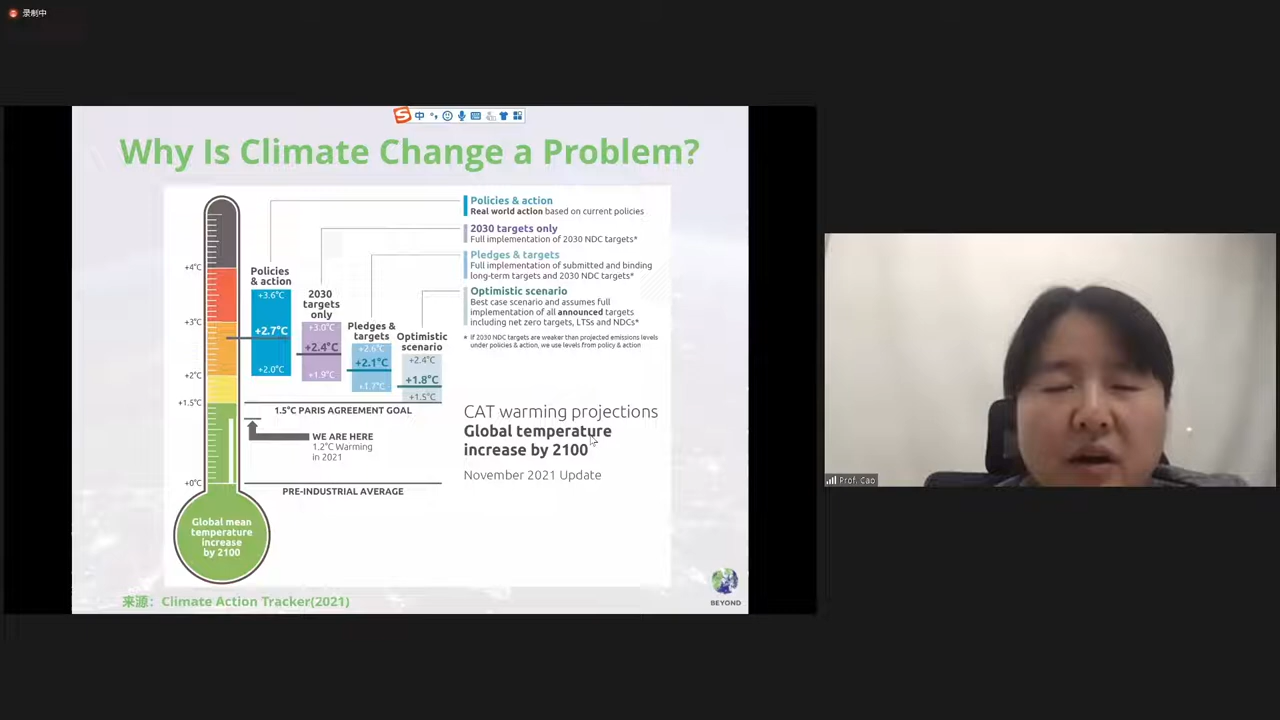 录制中
中
Why Is Climate Change a Problem?
+4°C
+3°C
+2°C
+1.5°C
+0°C
Policies
& action
+3.6°C
+2.7°C
+2.0°C
2030
targets
only
+3.0°C
+2.4°C
+1.9°C
Pledges &
targets
+2.6°C
+2.1°C
+1.7°C
Optimistic
scenario
+2.4°C
+1.8°C
+1.5°C
1.5°C PARIS AGREEMENT GOAL
WE ARE HERE
1.2°C Warming
in 2021
PRE-INDUSTRIAL AVERAGE
Global mean
temperature
increase
by 2100
Policies & action
Real world action based on current policies
2030 targets only
Full implementation of 2030 NDC targets*
Pledges & targets
Full implementation of submitted and binding
long-term targets and 2030 NDC targets*
Optimistic scenario
Best case scenario and assumes full
implementation of all announced targets
including net zero targets, LTSs and NDCs*
* If 2030 NDC targets are weaker than projected emissions levels
under policies & action, we use levels from policy & action
CAT warming projections
Global temperature
increase by 2100
November 2021 Update
来源：Climate Action Tracker(2021)
BEYOND
Prof. Cao